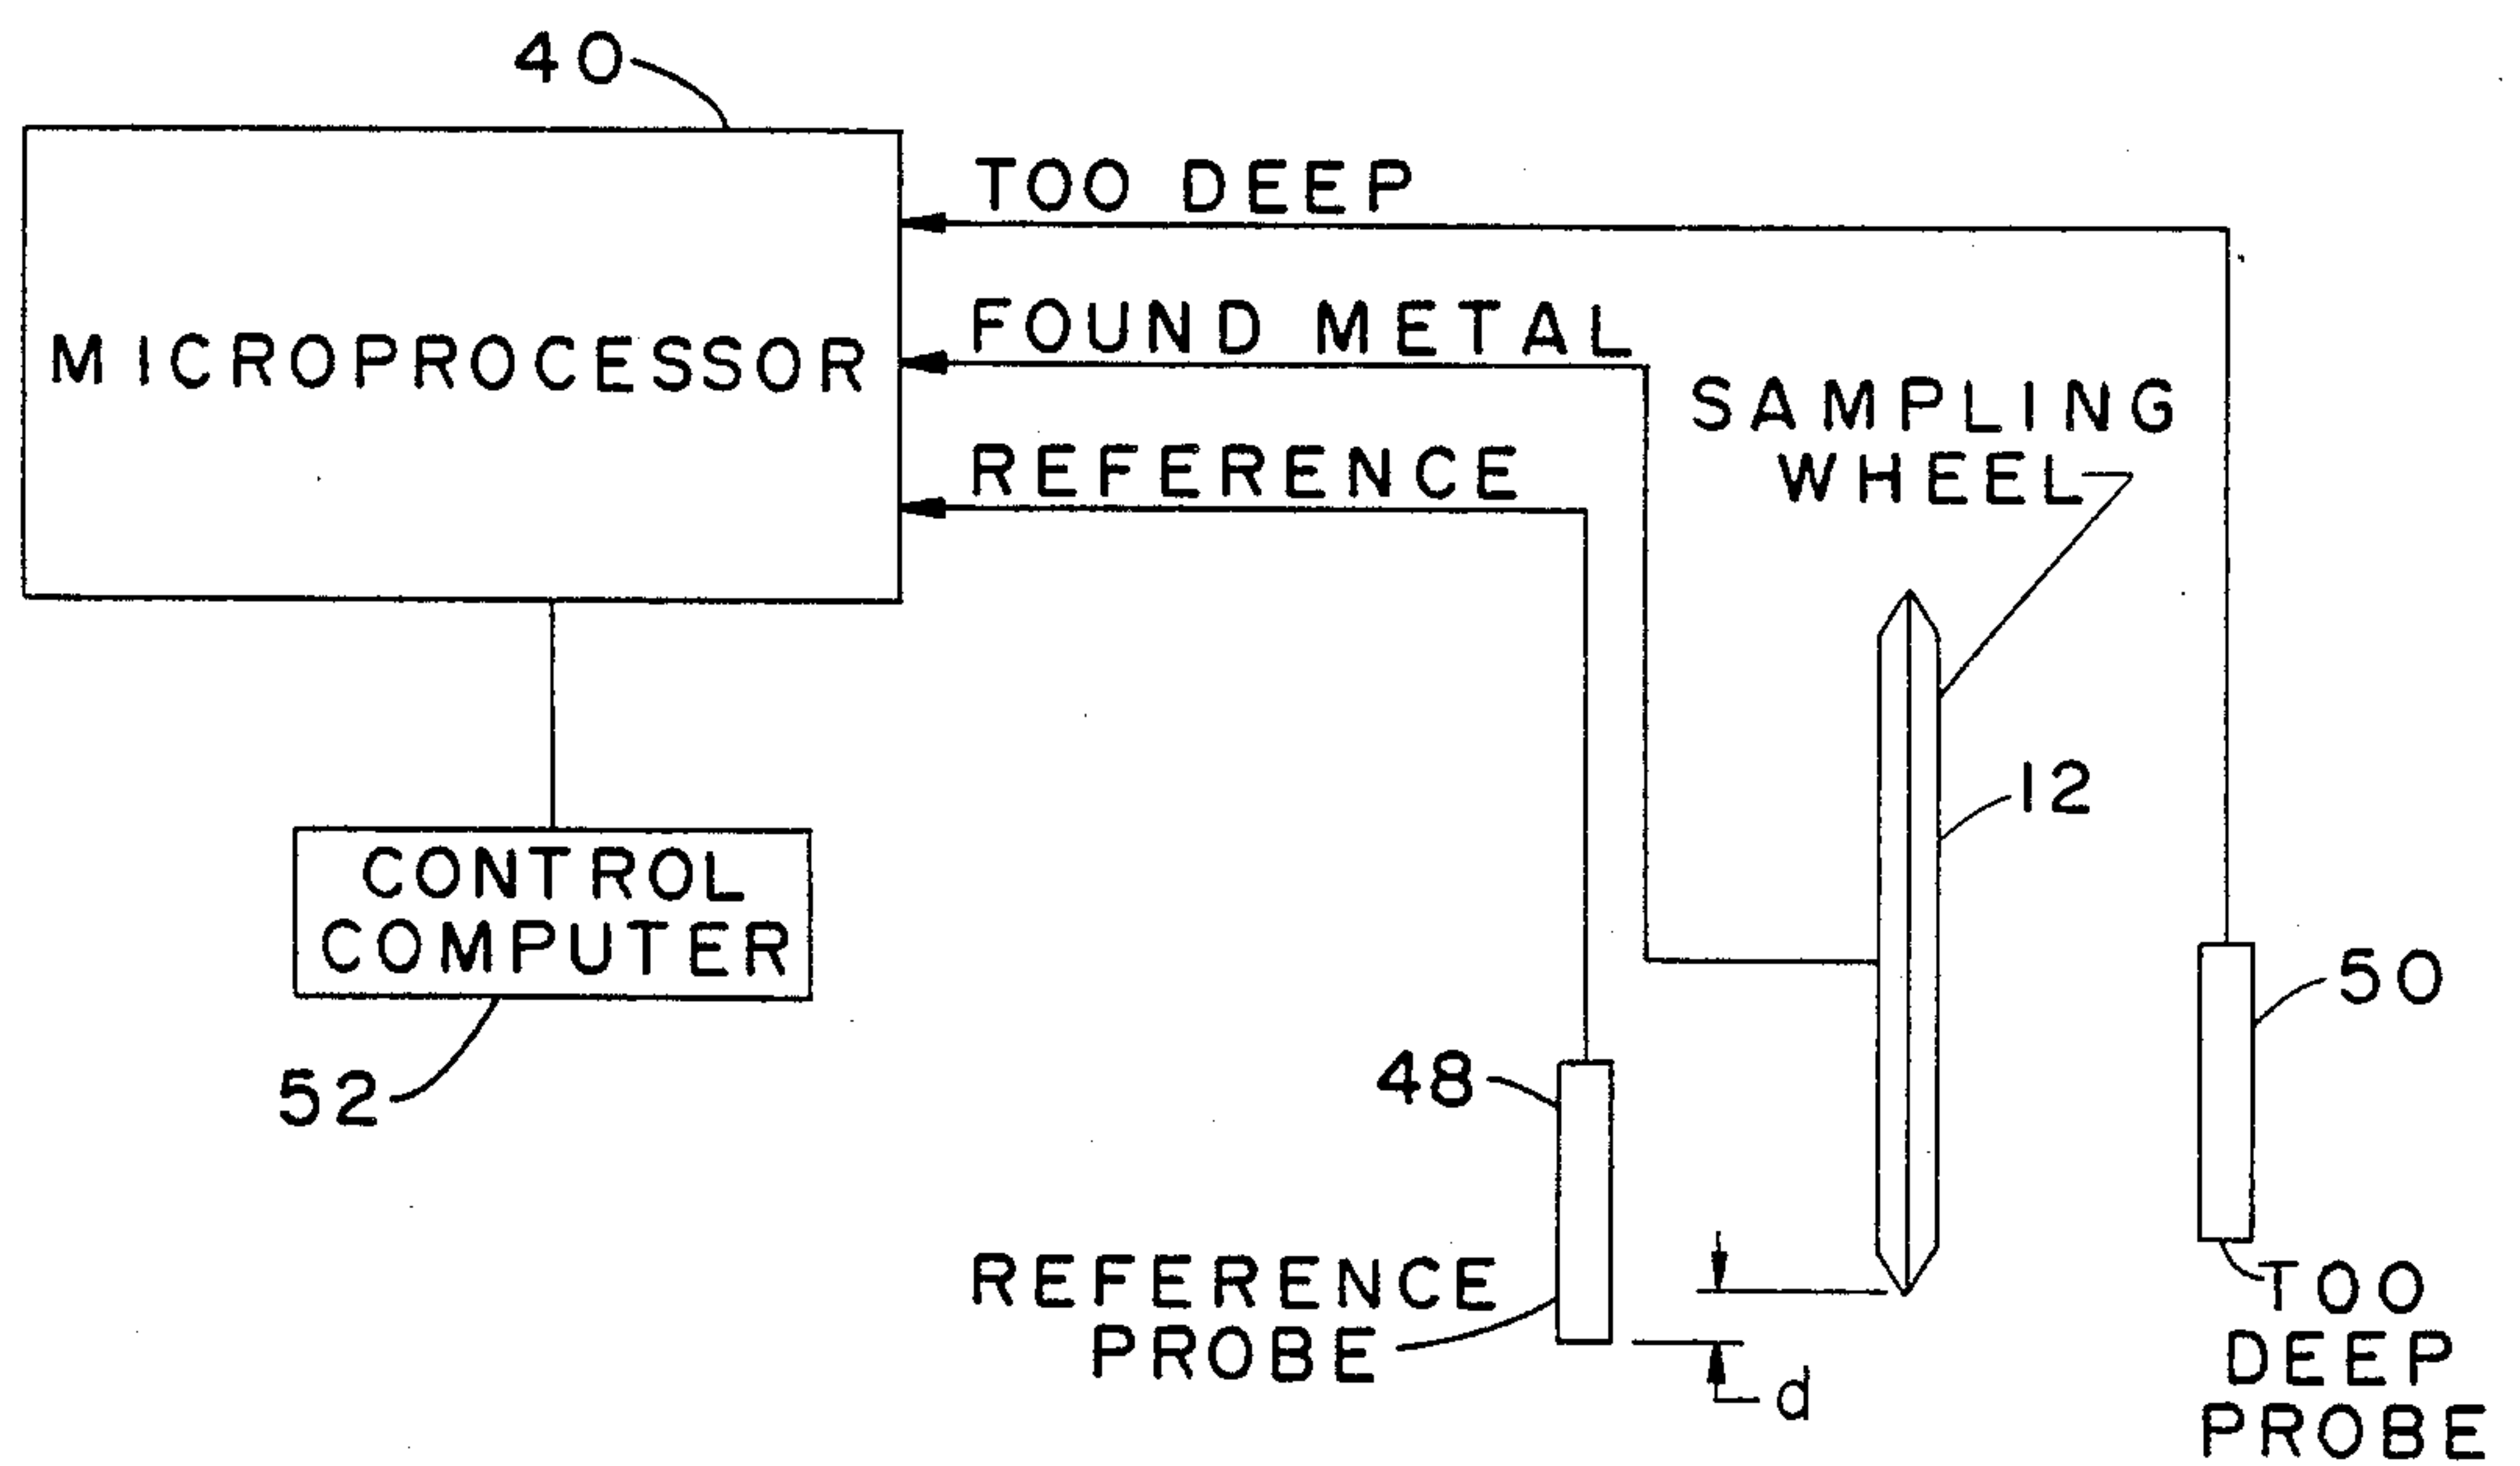 40
TOO DEEP
MICROPROCESSOR
FOUND METAL
REFERENCE
SAMPLING
WHEEL
12
CONTROL
COMPUTER
52
48
50
REFERENCE
PROBE
d
TOO
DEEP
PROBE